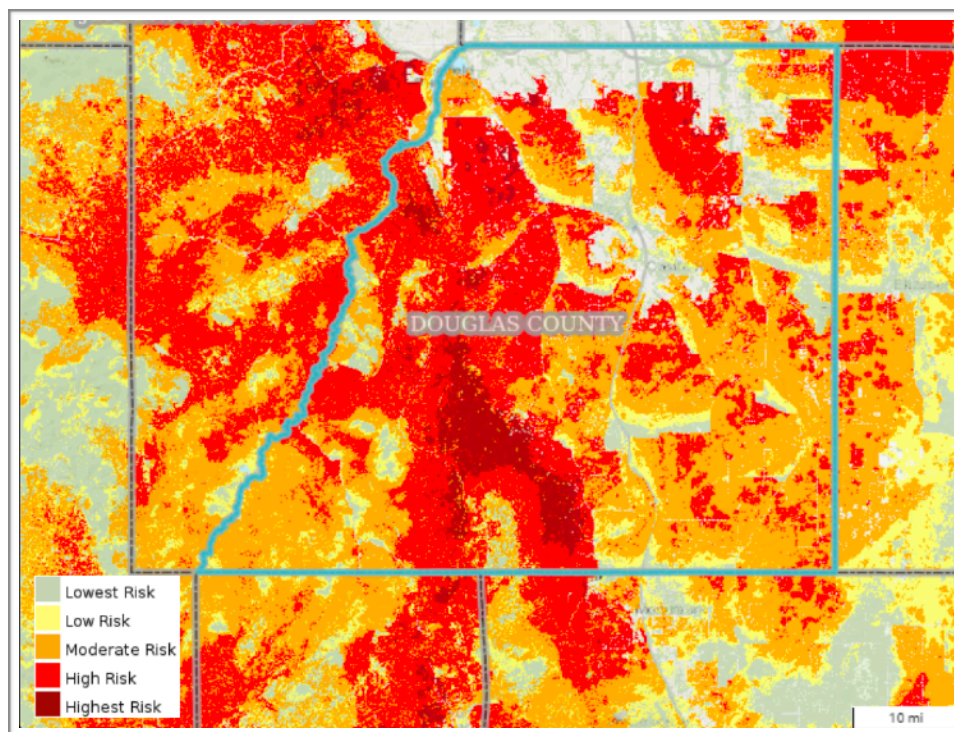 DOUGLAS COUNTY
Lowest Risk
Low Risk
Moderate Risk
High Risk
Highest Risk
10 mi